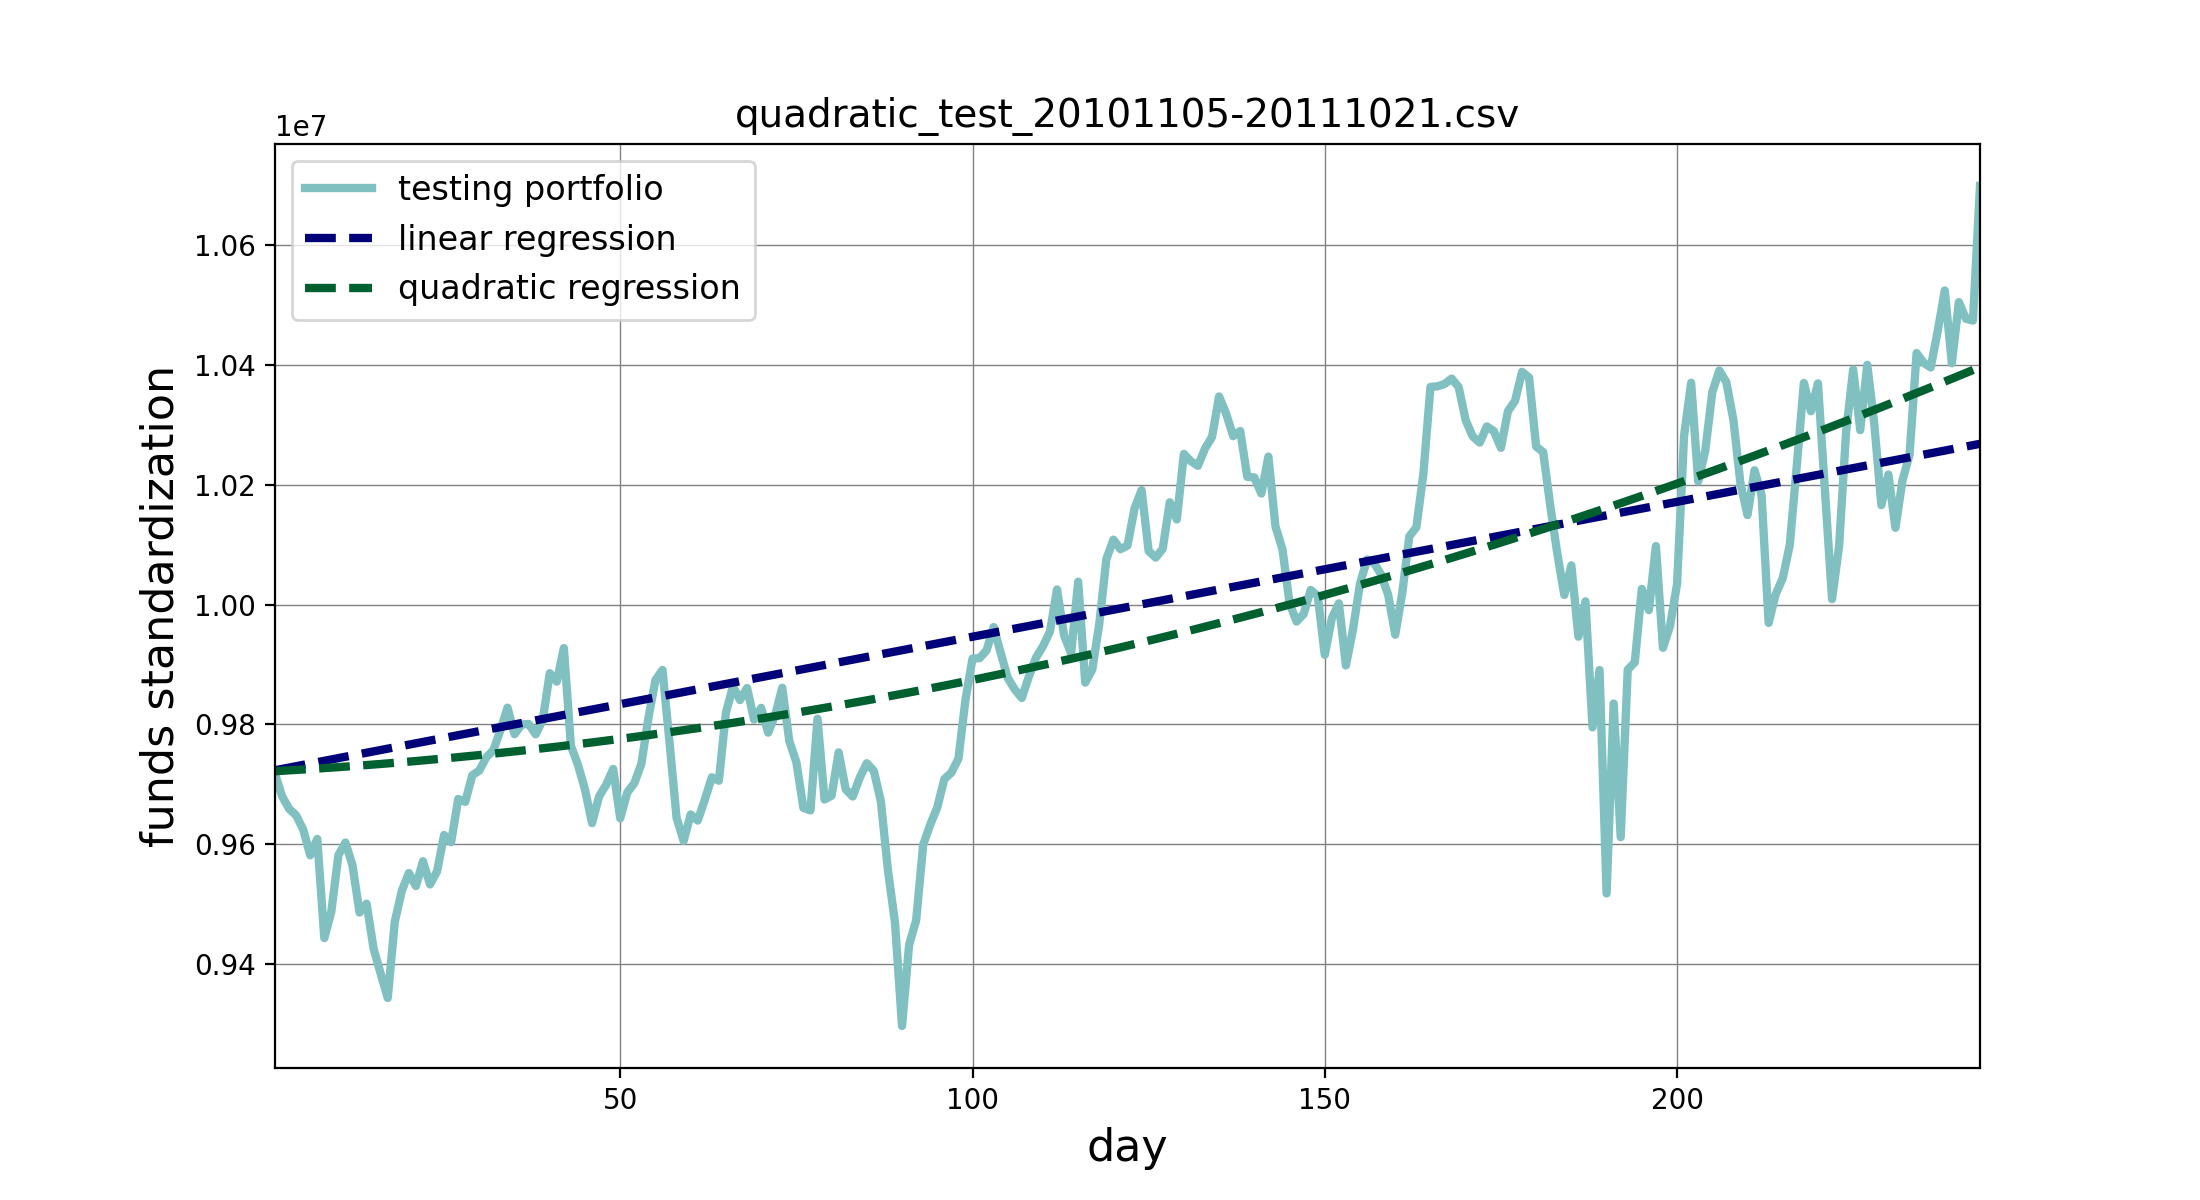 quadratic_test_20101105-20111021.csv
1e7
testing portfolio
linear regression
quadratic regression
1.06
1.04
1.02
1.00
0.98
0.96
0.94
funds standardization
50
100
150
200
day